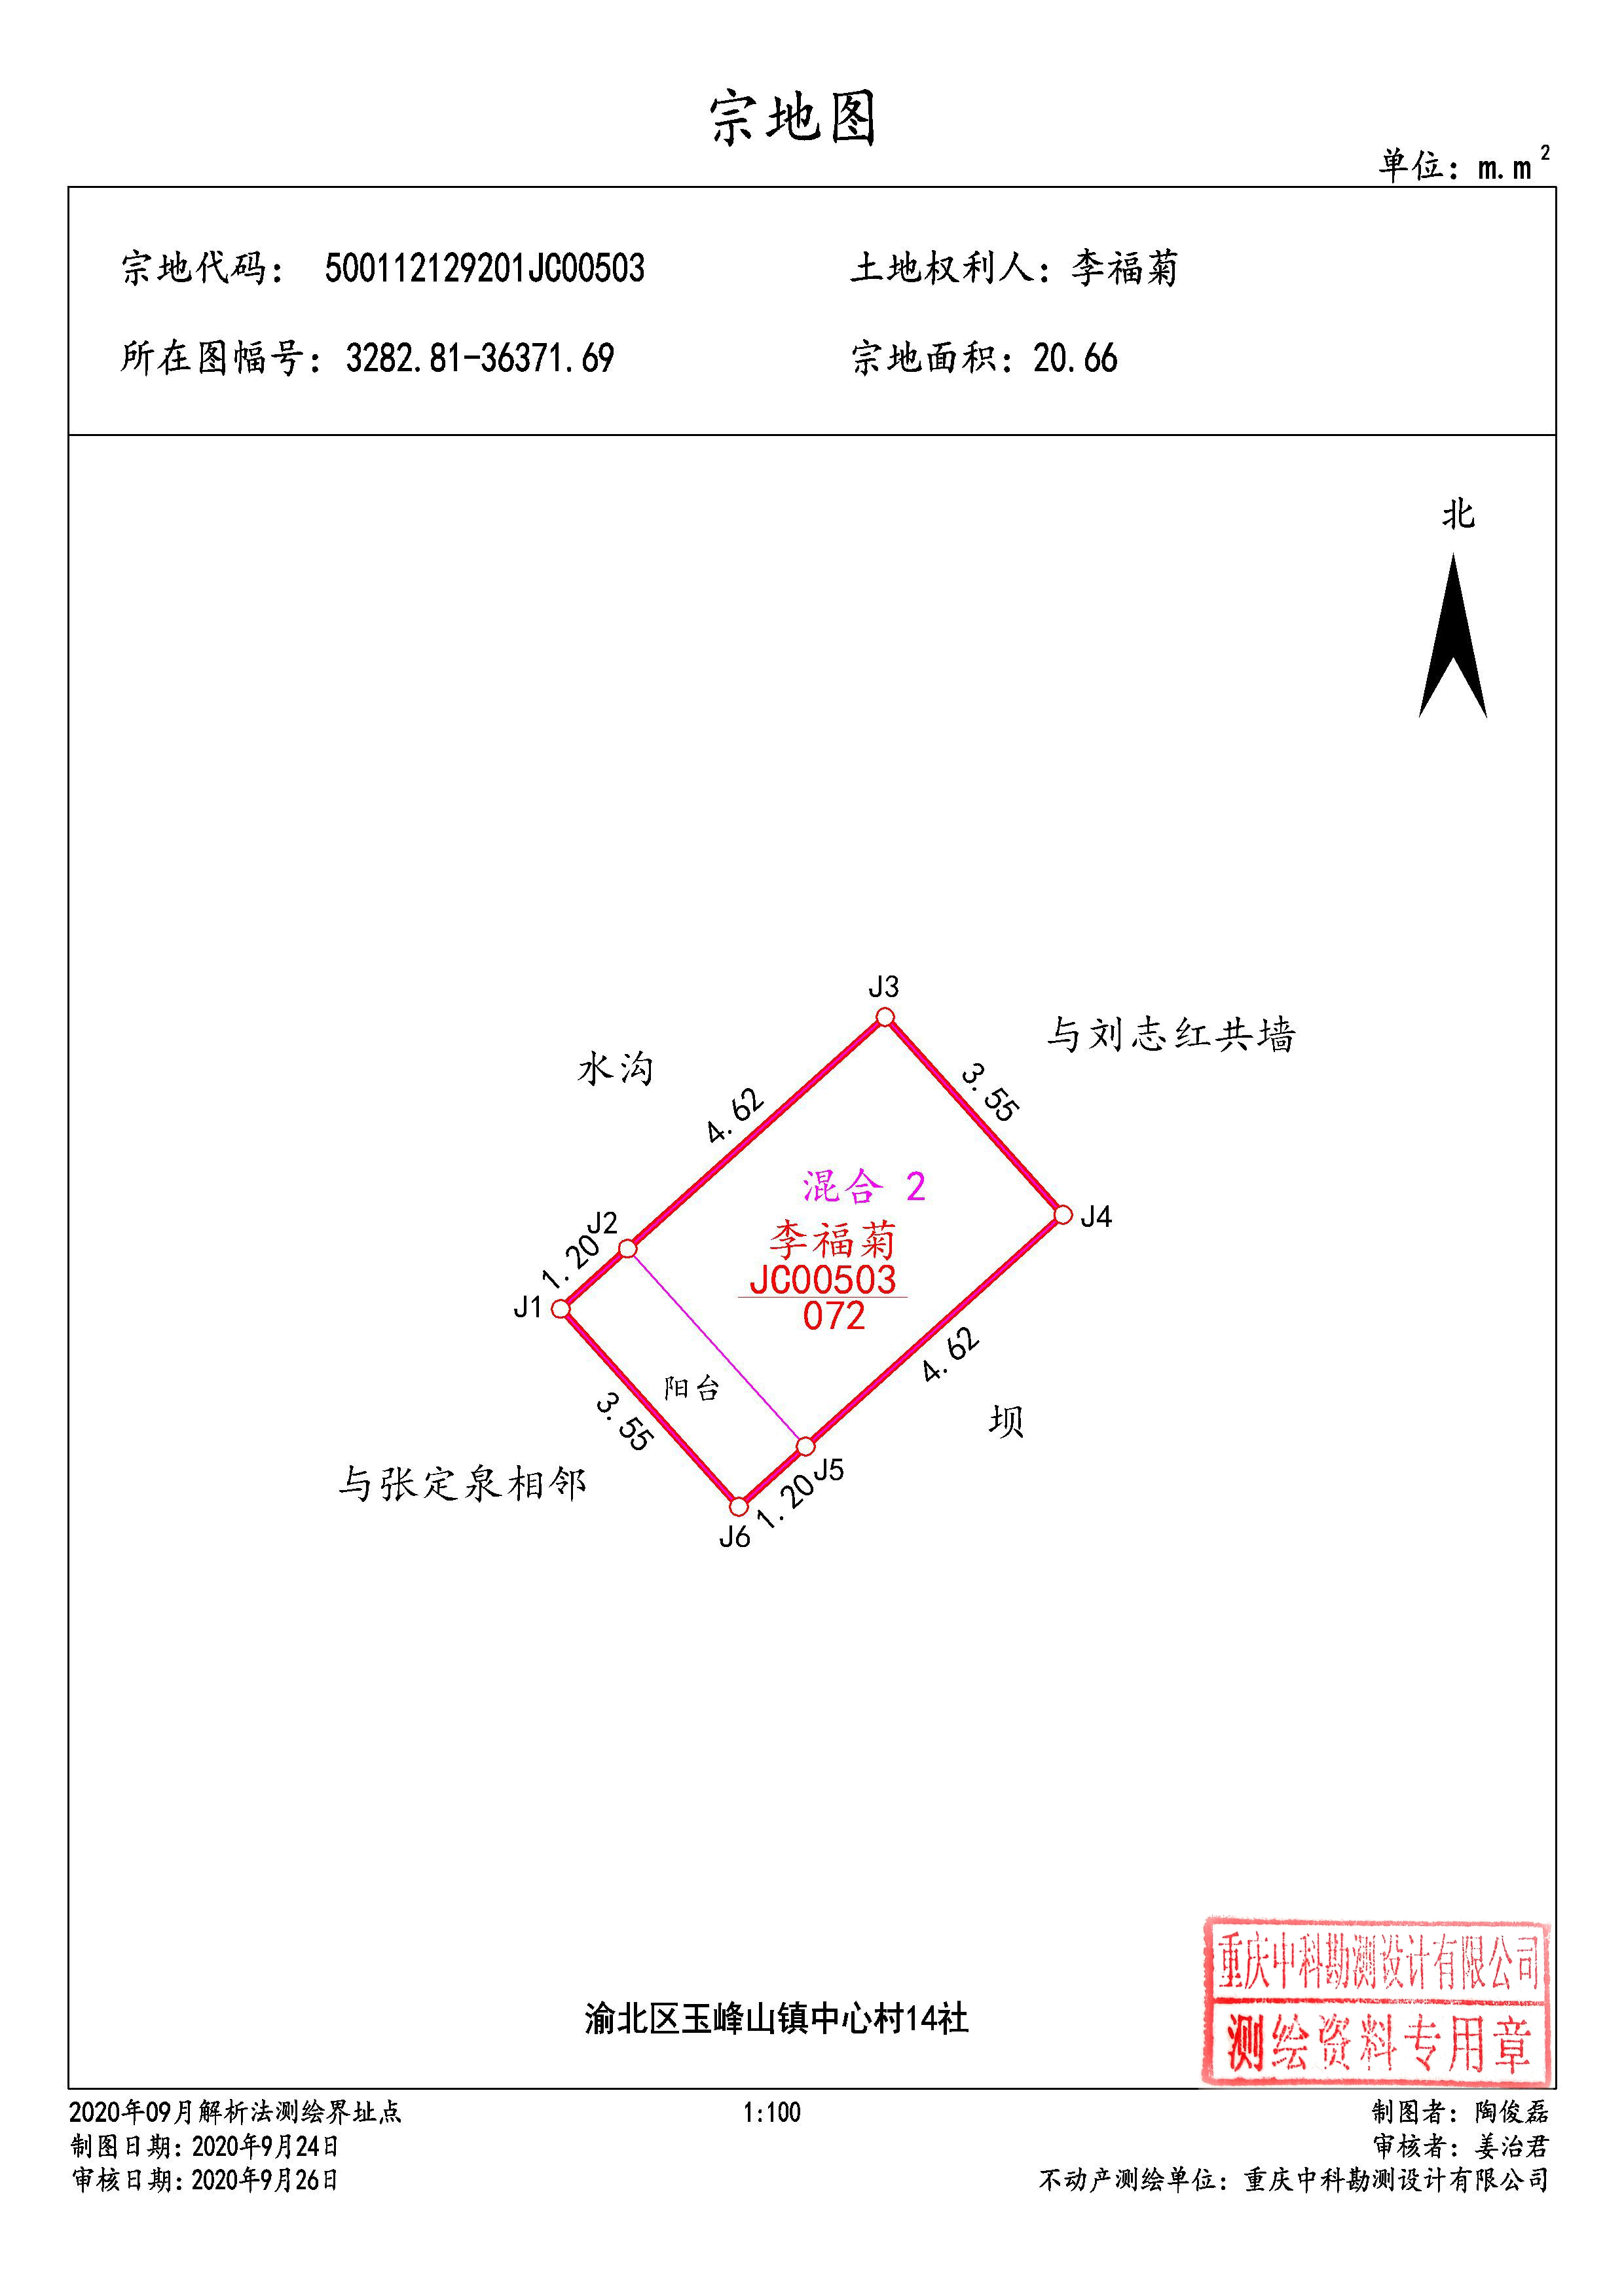 宗地图
单位：m.m²
宗地代码： 500112129201JC00503
土地权利人：李福菊
所在图幅号：3282.81-36371.69
宗地面积：20.66
北
J3
与刘志红共墙
水沟
3.55
4.62
混合 2
J2
J4
李福菊
1.20
JC00503
J1
072
4.62
阳台
3.55
坝
J5
与张定泉相邻
1.20
J6
重庆中科勘测设计有限公司
测绘资料专用章
渝北区玉峰山镇中心村14社
2020年09月解析法测绘界址点
1:100
制图者：陶俊磊
制图日期：2020年9月24日
审核者：姜治君
审核日期：2020年9月26日
不动产测绘单位：重庆中科勘测设计有限公司